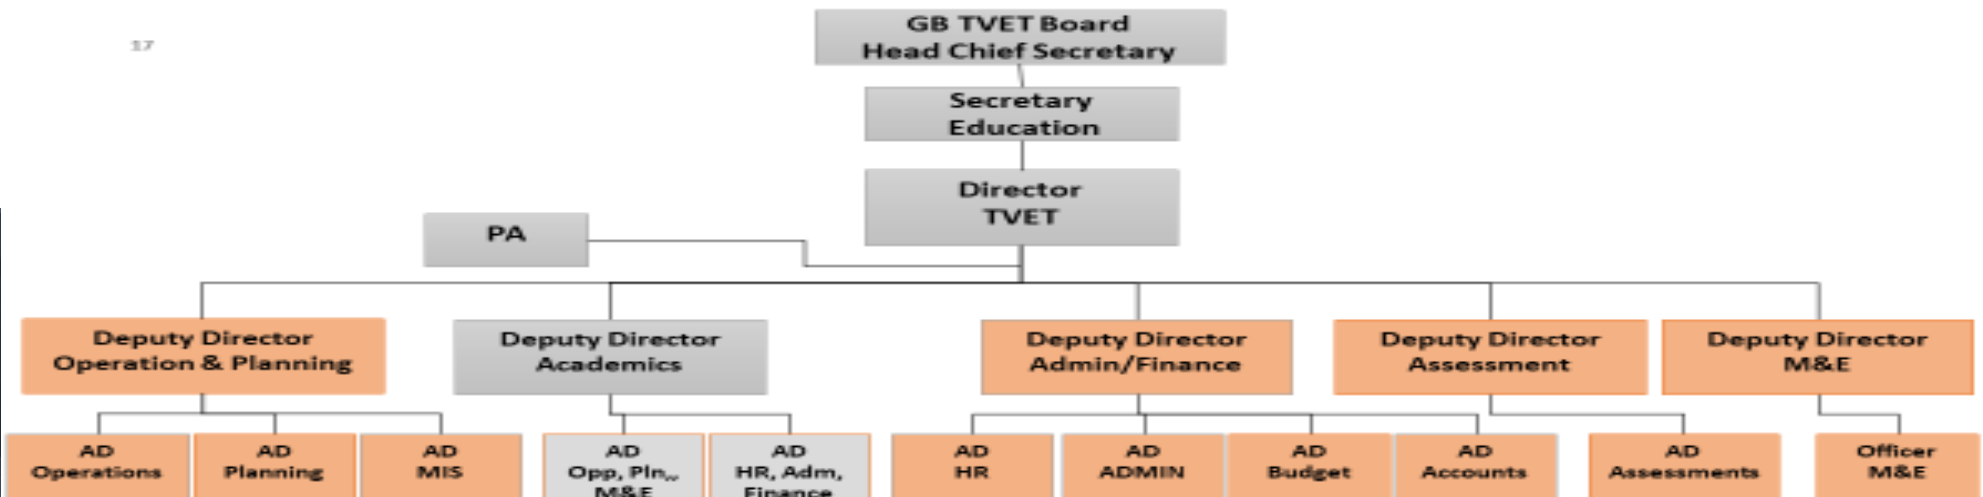 17
GB TVET Board
Head Chief Secretary
Secretary
Education
Director
TVET
PA
Deputy Director
Operation & Planning
Deputy Director
Academics
Deputy Director
Admin/Finance
Deputy Director
Assessment
Deputy Director
M&E
AD
Operations
AD
Planning
AD
MIS
AD
Opp, Pln,,
M&E
AD
HR, Adm,
Finance
AD
HR
AD
ADMIN
AD
Budget
AD
Accounts
AD
Assessments
Officer
M&E